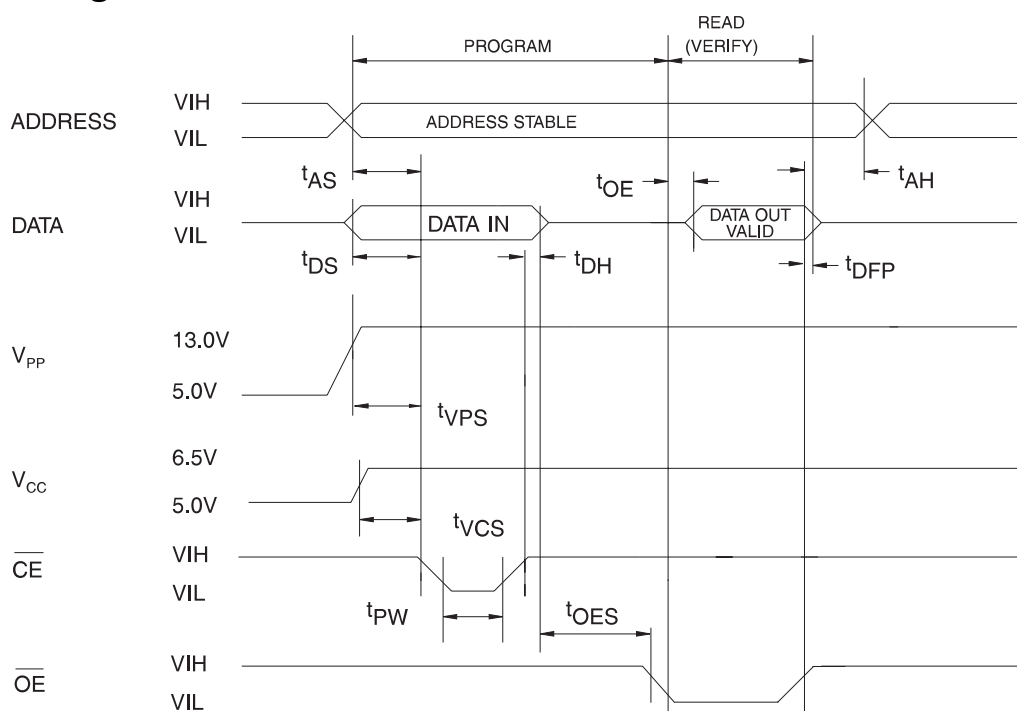 READ
PROGRAM (VERIFY)
VIH
ADDRESS ADDRESS STABLE
VIL
tAS tOE tAH
VIH
DATA DATA IN DATA OUT VALID
VIL
tDS tDH tDFP
13.0V
VPP
5.0V
tVPS
6.5V
VCC
5.0V
tVCS
VIH
CE
VIL
tPW tOES
VIH
OE
VIL